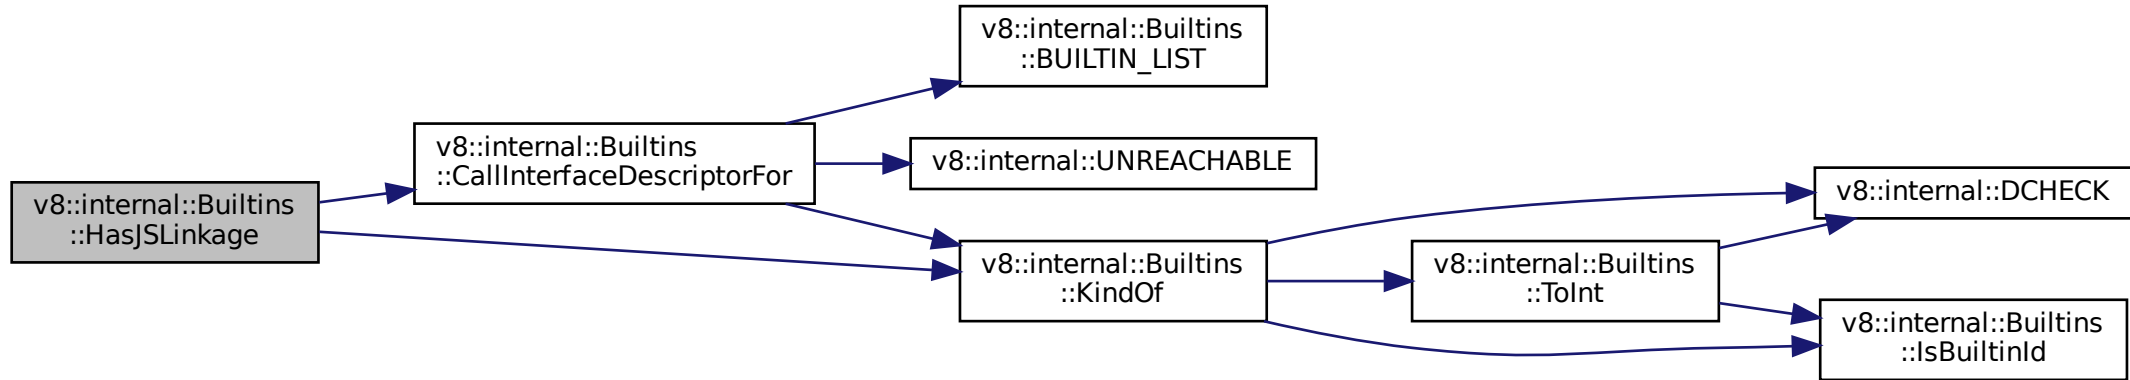 v8::internal::Builtins
::HasJSLinkage
v8::internal::Builtins
::CallInterfaceDescriptorFor
v8::internal::Builtins
::BUILTIN_LIST
v8::internal::UNREACHABLE
v8::internal::Builtins
::KindOf
v8::internal::Builtins
::ToInt
v8::internal::DCHECK
v8::internal::Builtins
::IsBuiltinId